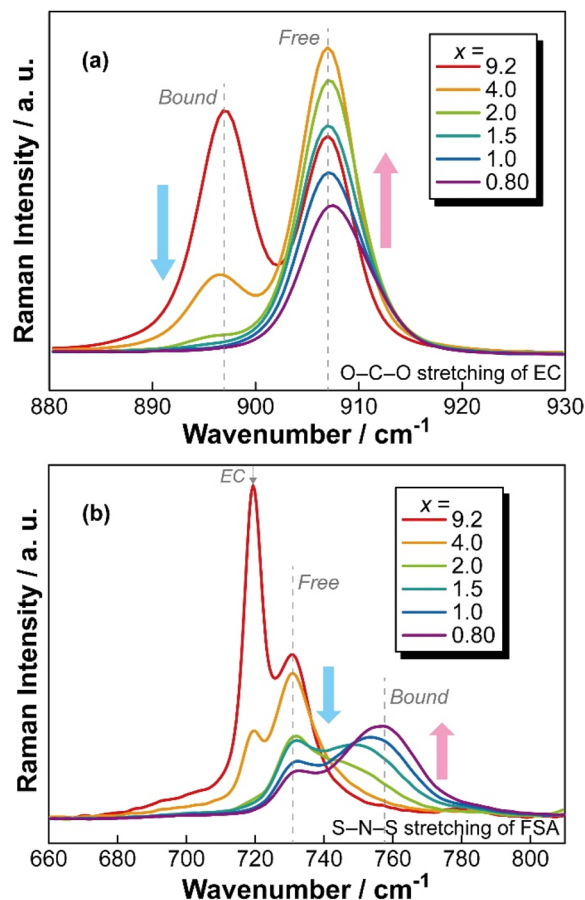 (a)
Free
Bound
x =
9.2
4.0
2.0
1.5
1.0
0.80
Raman Intensity / a. u.
O–C–O stretching of EC
880 890 900 910 920 930
Wavenumber / cm-1
EC
(b)
x =
9.2
4.0
2.0
1.5
1.0
0.80
Free
Bound
Raman Intensity / a. u.
S–N–S stretching of FSA
660 680 700 720 740 760 780 800
Wavenumber / cm-1